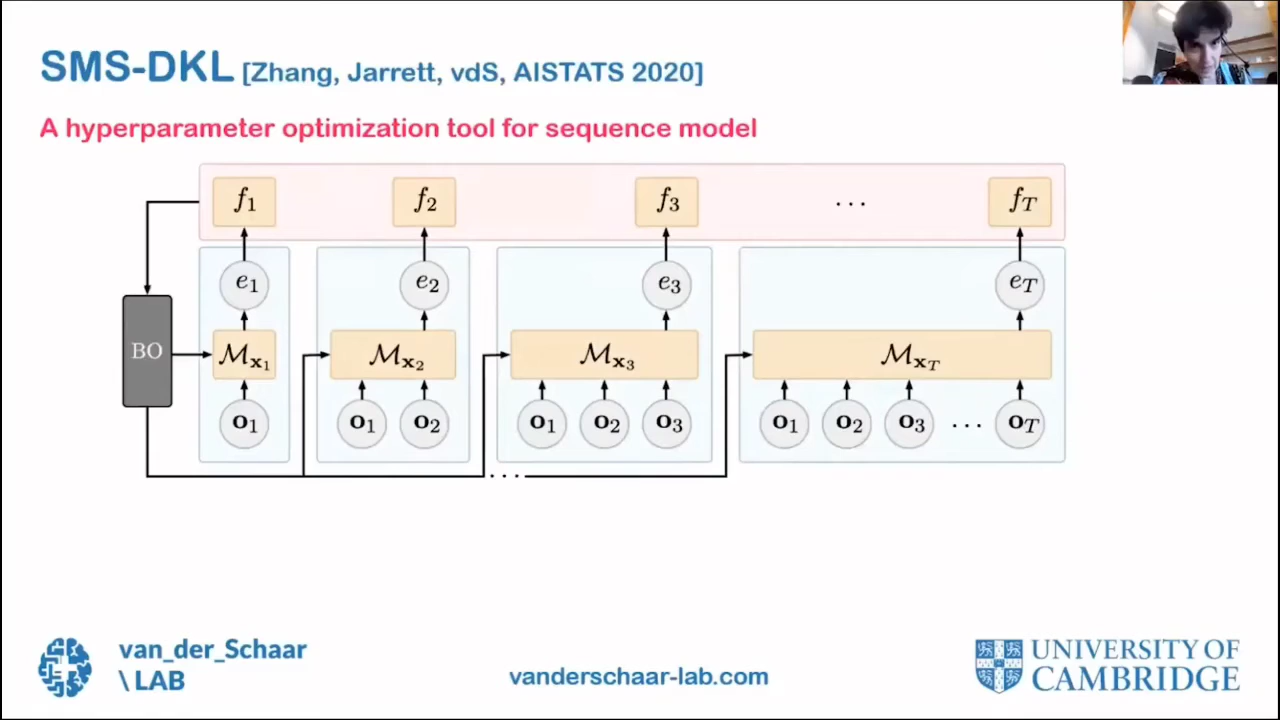 SMS-DKL [Zhang, Jarrett, vdS, AISTATS 2020]
A hyperparameter optimization tool for sequence model
f₁ f₂ f₃ ... f_T
e₁ e₂ e₃ e_T
BO ℳ_𝐱₁ ℳ_𝐱₂ ℳ_𝐱₃ ℳ_𝐱_T
𝐨₁ 𝐨₁ 𝐨₂ 𝐨₁ 𝐨₂ 𝐨₃ 𝐨₁ 𝐨₂ 𝐨₃ ... 𝐨_T
...
van_der_Schaar
\ LAB
vanderschaar-lab.com
UNIVERSITY OF
CAMBRIDGE